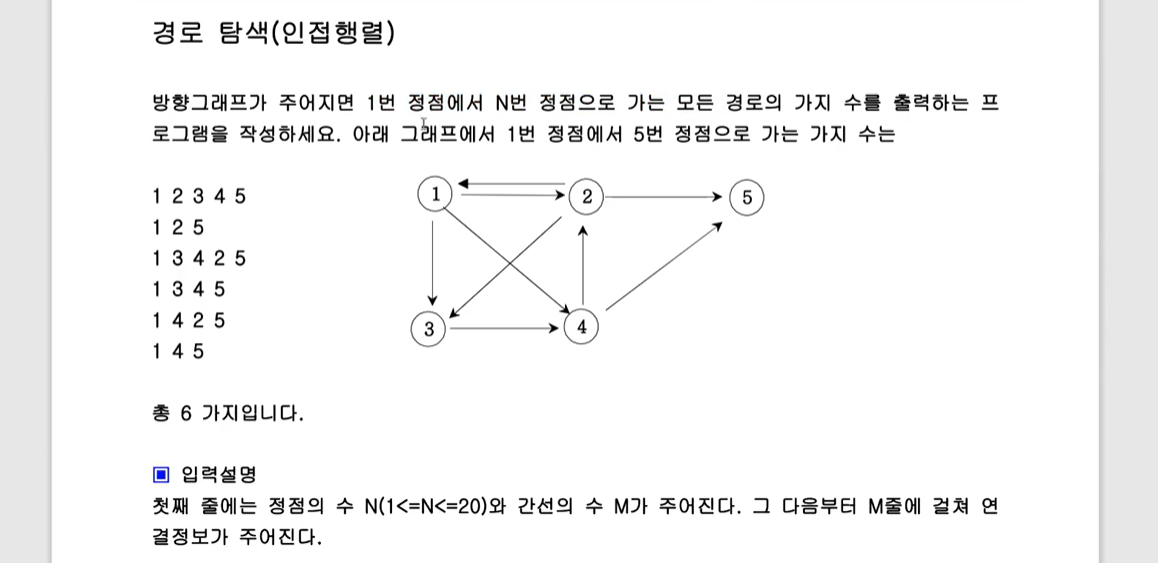 경로 탐색(인접행렬)
방향그래프가 주어지면 1번 정점에서 N번 정점으로 가는 모든 경로의 가지 수를 출력하는 프
로그램을 작성하세요. 아래 그래프에서 1번 정점에서 5번 정점으로 가는 가지 수는
1 2 3 4 5
1 2 5
1 3 4 2 5
1 3 4 5
1 4 2 5
1 4 5
1
2
5
3
4
총 6 가지입니다.
입력설명
첫째 줄에는 정점의 수 N(1<=N<=20)와 간선의 수 M가 주어진다. 그 다음부터 M줄에 걸쳐 연
결정보가 주어진다.